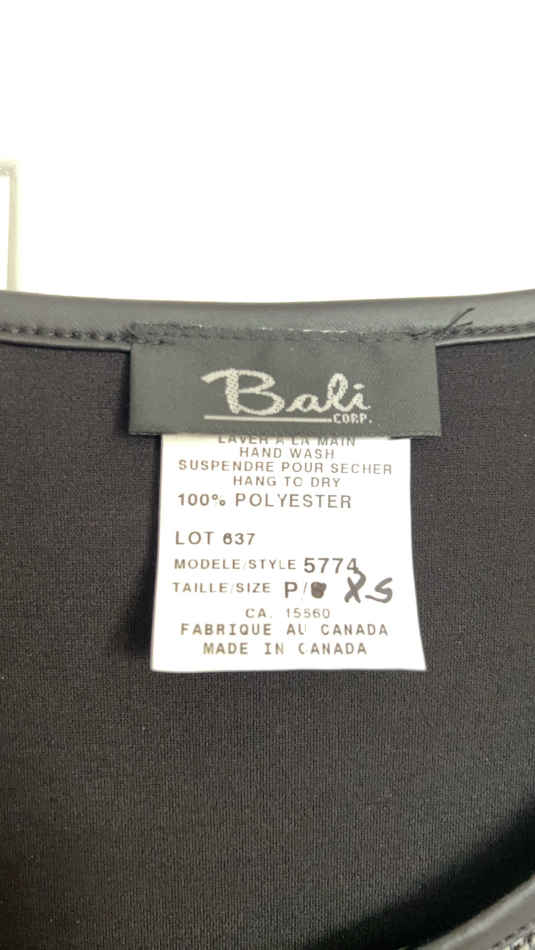 Bali
CORP.
LAVER A LA MAIN
HAND WASH
SUSPENDRE POUR SECHER
HANG TO DRY
100% POLYESTER
LOT 637
MODELE/STYLE 5774
TAILLE/SIZE P/ XS
CA. 15560
FABRIQUE AU CANADA
MADE IN CANADA